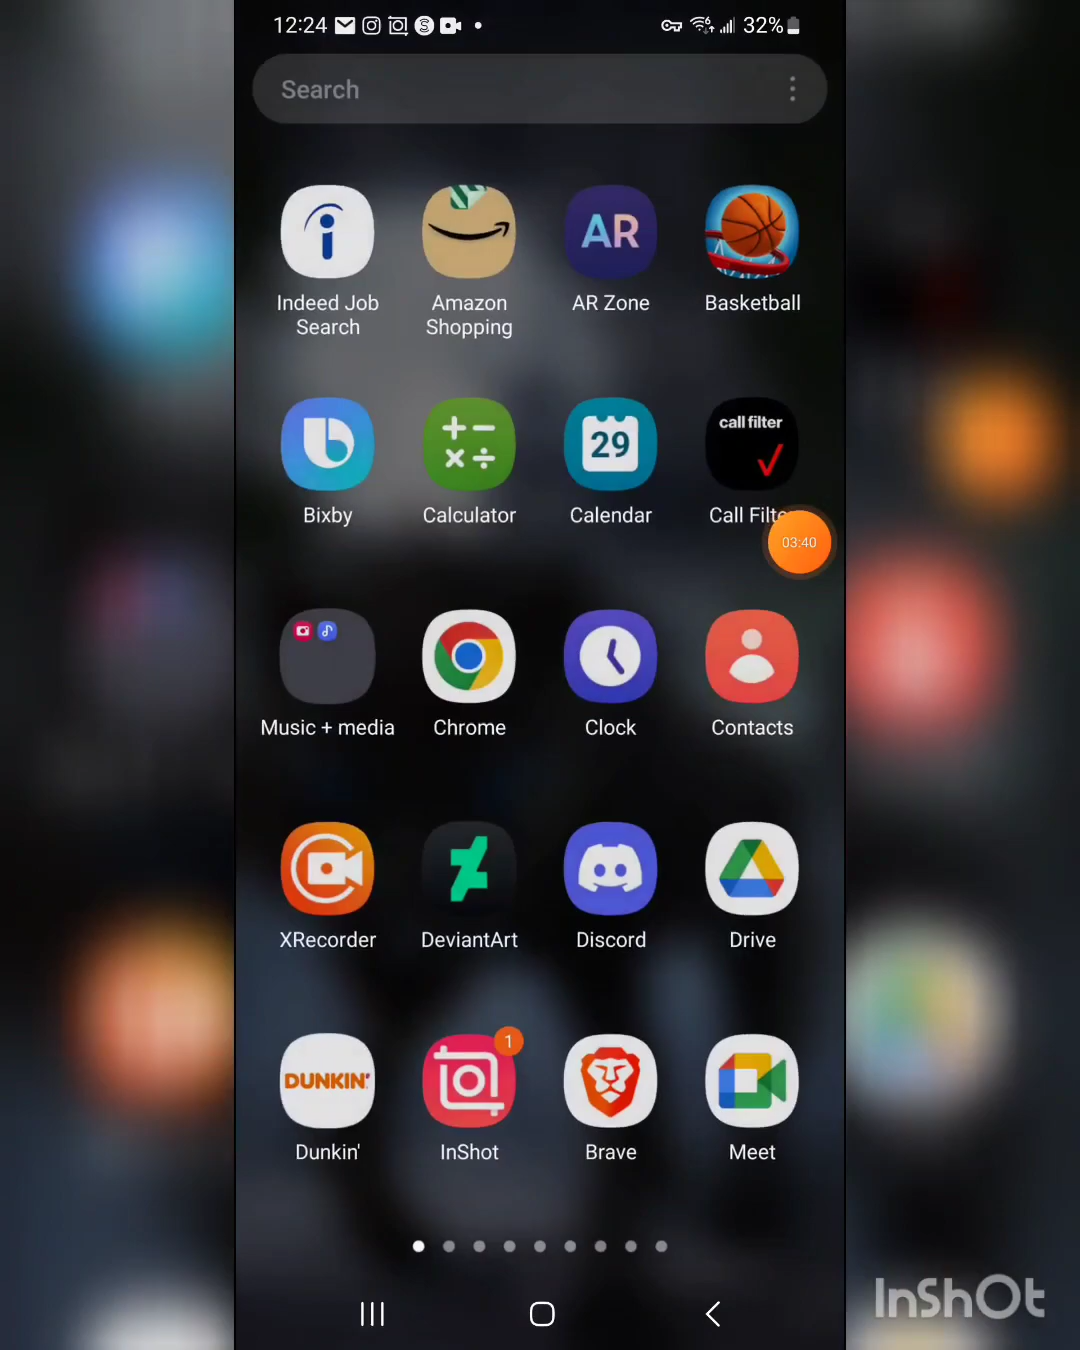 12:24
32%
Search
Indeed Job
Search
Amazon
Shopping
AR
AR Zone
Basketball
Bixby
Calculator
29
Calendar
call filter
Call Filte
03:40
Music + media
Chrome
Clock
Contacts
XRecorder
DeviantArt
Discord
Drive
DUNKIN'
Dunkin'
1
InShot
Brave
Meet
InShOt